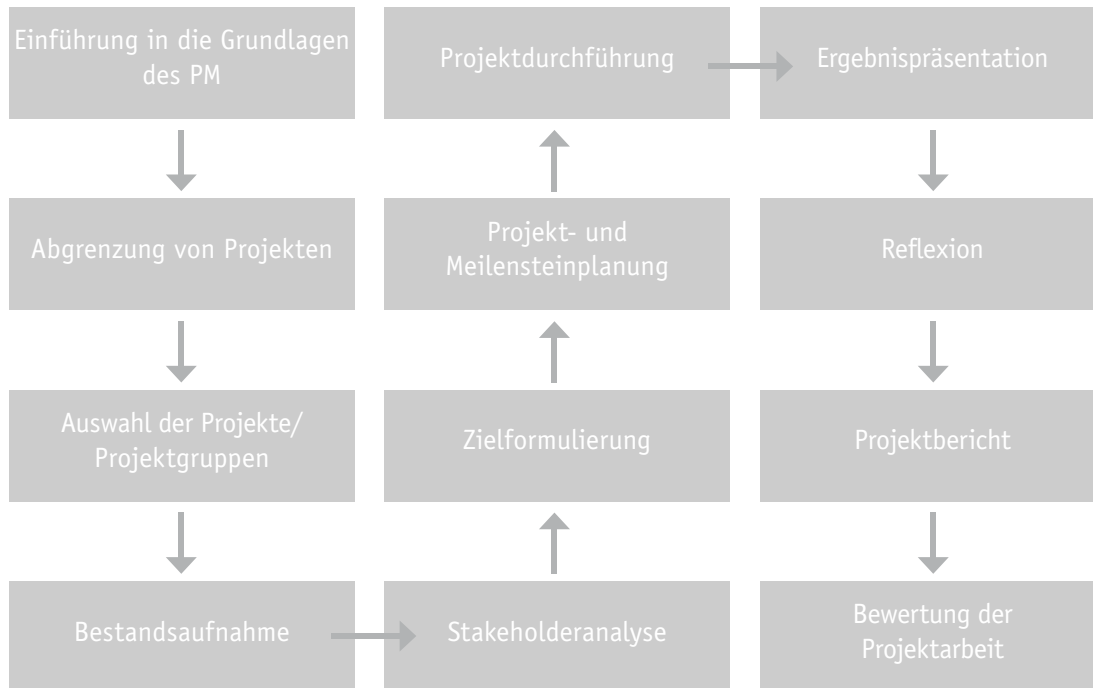 Einführung in die Grundlagen
des PM
Abgrenzung von Projekten
Auswahl der Projekte/
Projektgruppen
Bestandsaufnahme
Stakeholderanalyse
Zielformulierung
Projekt- und
Meilensteinplanung
Projektdurchführung
Ergebnispräsentation
Reflexion
Projektbericht
Bewertung der
Projektarbeit